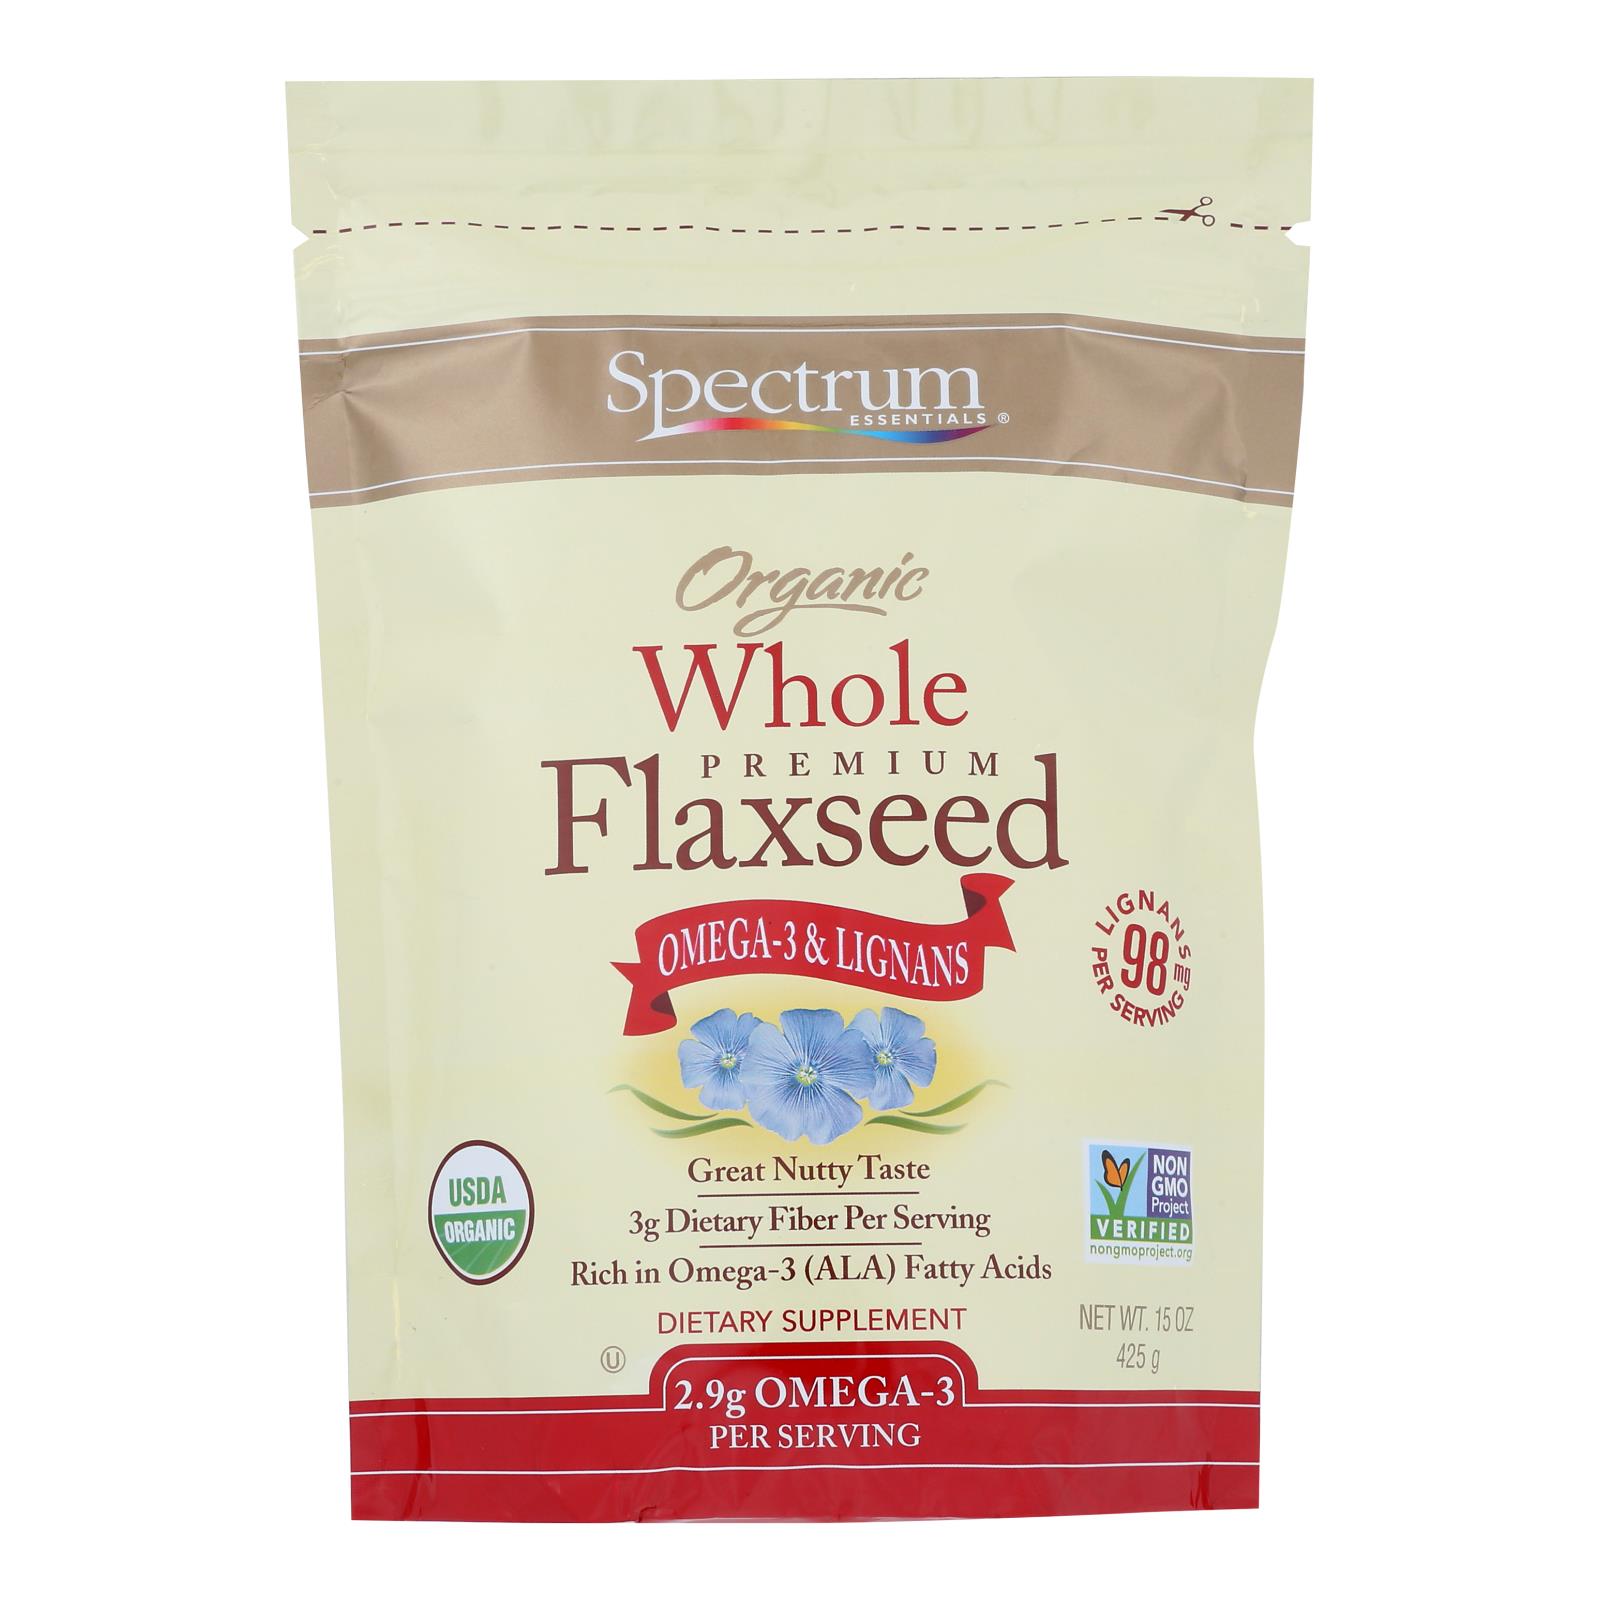 Spectrum
ESSENTIALS ®
Organic
Whole
PREMIUM
Flaxseed
OMEGA-3 & LIGNANS
LIGNANS
98 mg
PER SERVING
Great Nutty Taste
3g Dietary Fiber Per Serving
Rich in Omega-3 (ALA) Fatty Acids
USDA
ORGANIC
NON
GMO
Project
VERIFIED
nongmoproject.org
DIETARY SUPPLEMENT
NET WT. 15 OZ
425 g
U
2.9g OMEGA-3
PER SERVING